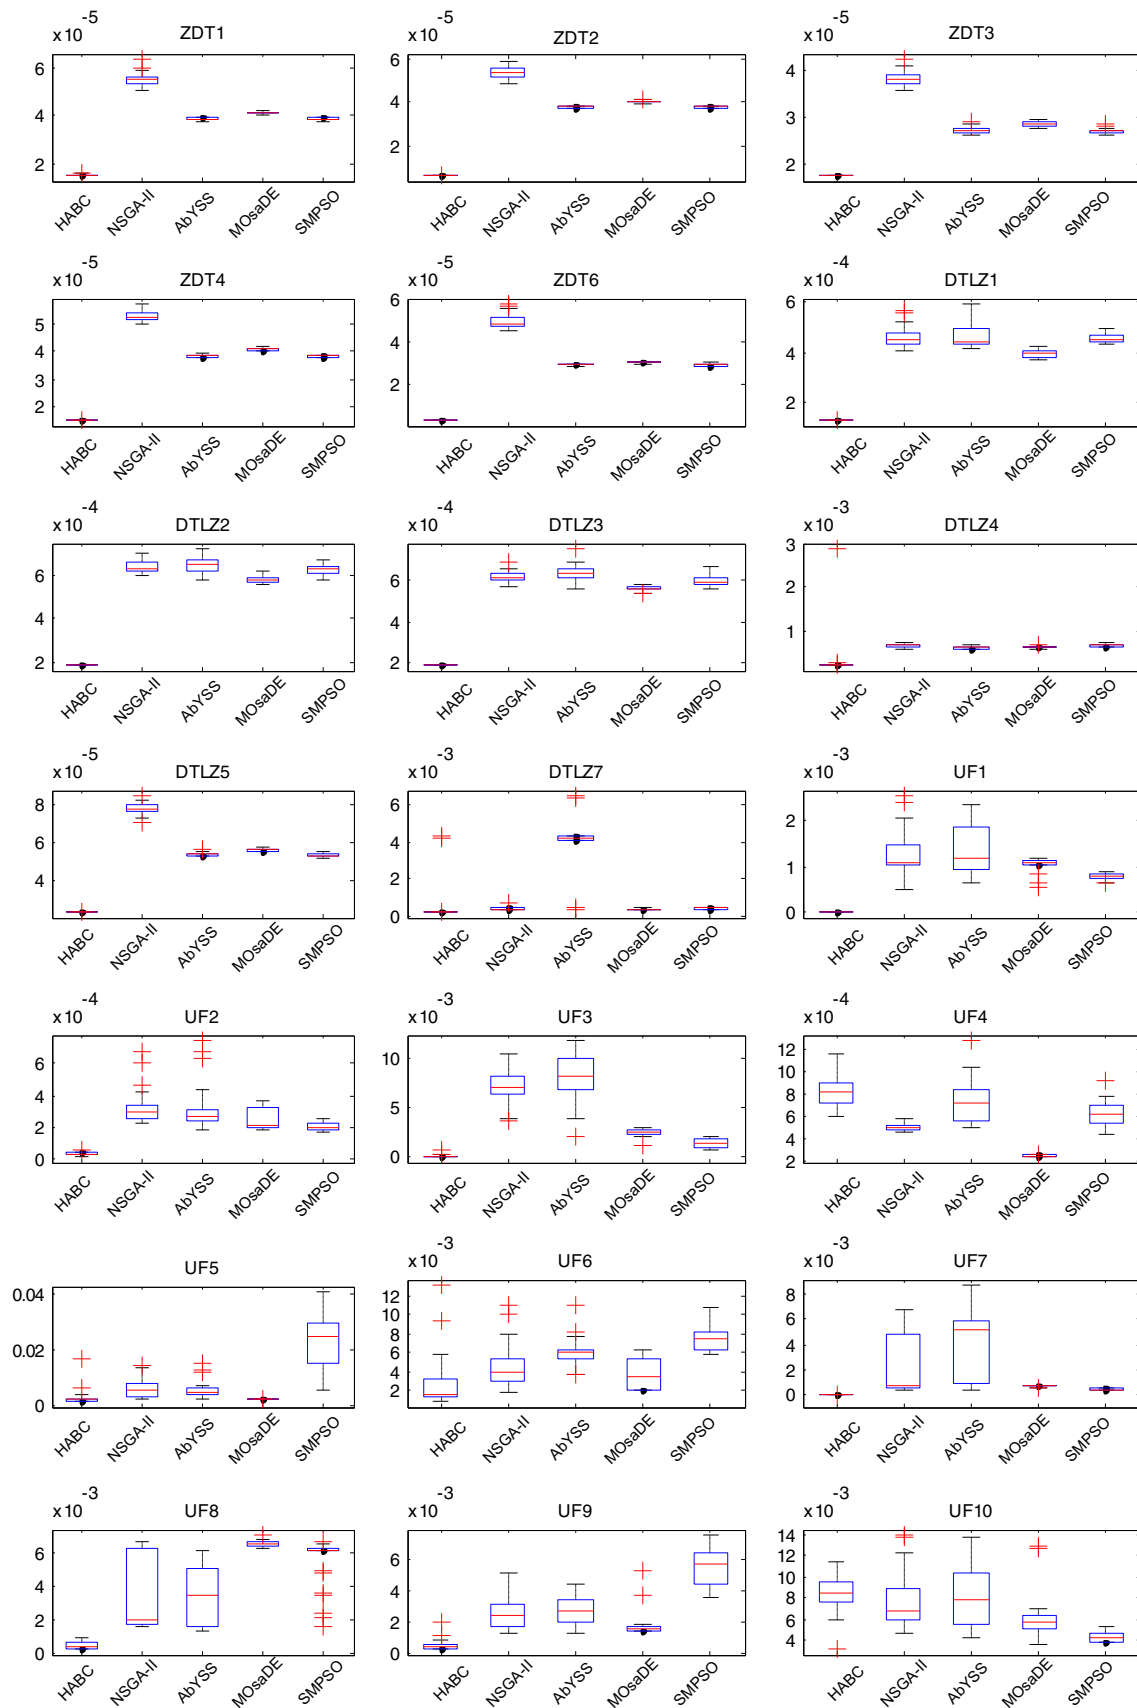 x 10 -5 ZDT1
6
4
2
HABC NSGA-II AbYSS MOsaDE SMPSO
x 10 -5 ZDT2
6
4
2
HABC NSGA-II AbYSS MOsaDE SMPSO
x 10 -5 ZDT3
4
3
2
HABC NSGA-II AbYSS MOsaDE SMPSO
x 10 -5 ZDT4
5
4
3
2
HABC NSGA-II AbYSS MOsaDE SMPSO
x 10 -5 ZDT6
6
4
2
HABC NSGA-II AbYSS MOsaDE SMPSO
x 10 -4 DTLZ1
6
4
2
HABC NSGA-II AbYSS MOsaDE SMPSO
x 10 -4 DTLZ2
6
4
2
HABC NSGA-II AbYSS MOsaDE SMPSO
x 10 -4 DTLZ3
6
4
2
HABC NSGA-II AbYSS MOsaDE SMPSO
x 10 -3 DTLZ4
3
2
1
HABC NSGA-II AbYSS MOsaDE SMPSO
x 10 -5 DTLZ5
8
6
4
HABC NSGA-II AbYSS MOsaDE SMPSO
x 10 -3 DTLZ7
6
4
2
0
HABC NSGA-II AbYSS MOsaDE SMPSO
x 10 -3 UF1
2
1
0
HABC NSGA-II AbYSS MOsaDE SMPSO
x 10 -4 UF2
6
4
2
0
HABC NSGA-II AbYSS MOsaDE SMPSO
x 10 -3 UF3
10
5
0
HABC NSGA-II AbYSS MOsaDE SMPSO
x 10 -4 UF4
12
10
8
6
4
2
HABC NSGA-II AbYSS MOsaDE SMPSO
UF5
0.04
0.02
0
HABC NSGA-II AbYSS MOsaDE SMPSO
x 10 -3 UF6
12
10
8
6
4
2
HABC NSGA-II AbYSS MOsaDE SMPSO
x 10 -3 UF7
8
6
4
2
0
HABC NSGA-II AbYSS MOsaDE SMPSO
x 10 -3 UF8
6
4
2
0
HABC NSGA-II AbYSS MOsaDE SMPSO
x 10 -3 UF9
6
4
2
0
HABC NSGA-II AbYSS MOsaDE SMPSO
x 10 -3 UF10
14
12
10
8
6
4
HABC NSGA-II AbYSS MOsaDE SMPSO